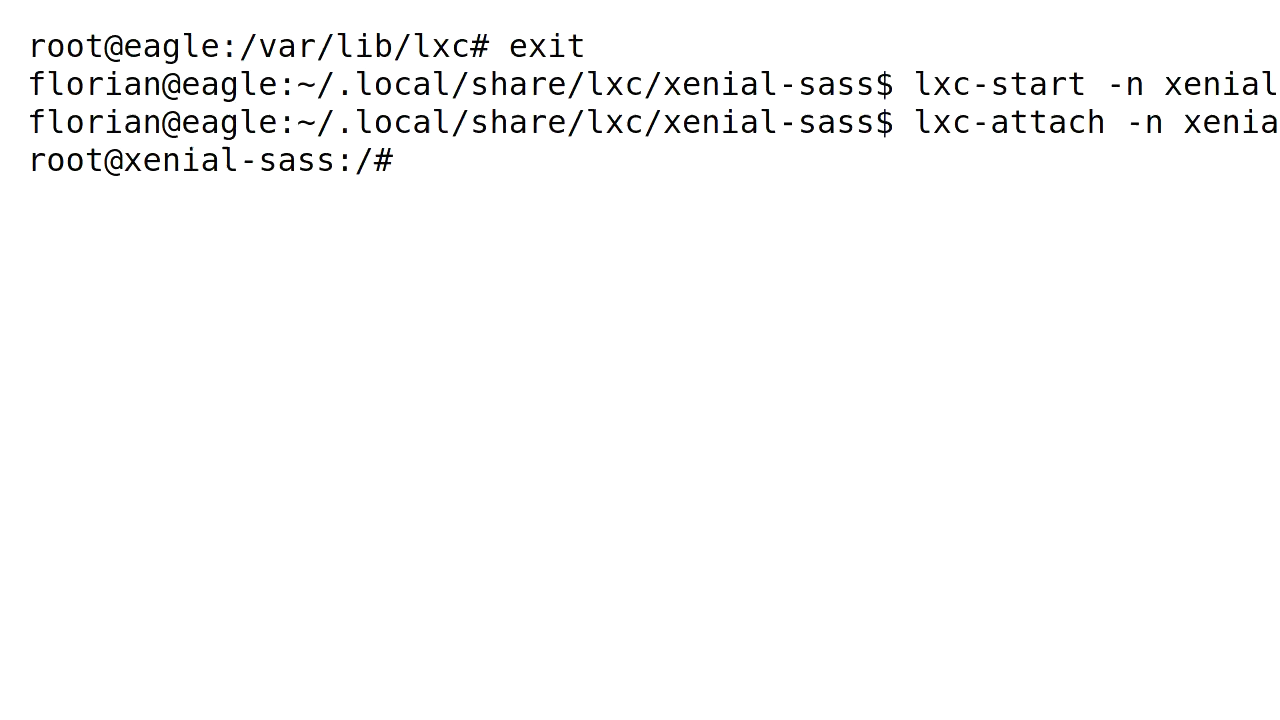 root@eagle:/var/lib/lxc# exit
florian@eagle:~/.local/share/lxc/xenial-sass$ lxc-start -n xenial
florian@eagle:~/.local/share/lxc/xenial-sass$ lxc-attach -n xenia
root@xenial-sass:/#